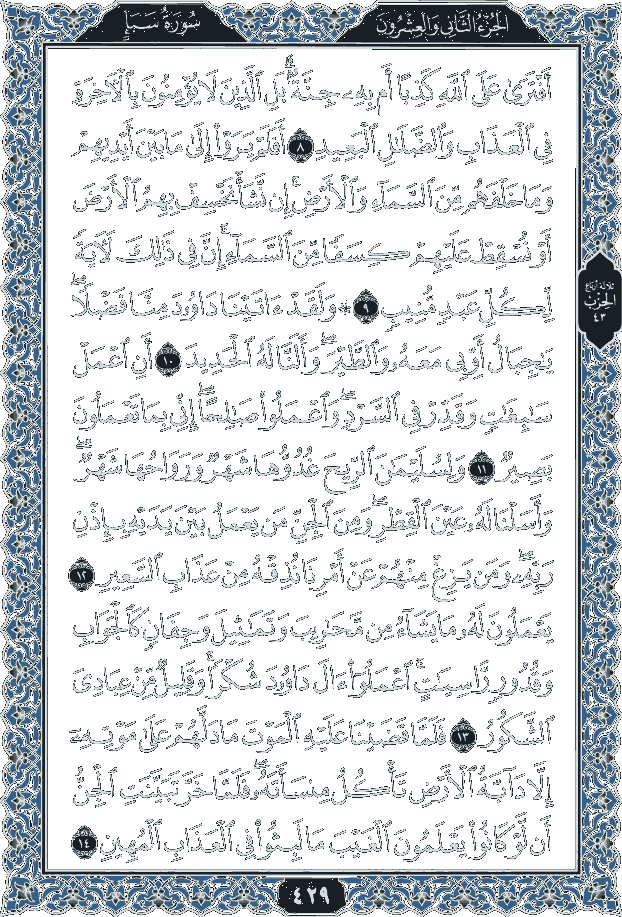 الجزء الثاني والعشرون
سورة سبإ
أَفۡتَرَىٰ عَلَى ٱللَّهِ كَذِبًا أَم بِهِۦ جِنَّةُۢۗ بَلِ ٱلَّذِينَ لَا يُؤۡمِنُونَ بِٱلۡأٓخِرَةِ
فِي ٱلۡعَذَابِ وَٱلضَّلَٰلِ ٱلۡبَعِيدِ ٨ أَفَلَمۡ يَرَوۡاْ إِلَىٰ مَا بَيۡنَ أَيۡدِيهِمۡ
وَمَا خَلۡفَهُم مِّنَ ٱلسَّمَآءِ وَٱلۡأَرۡضِۚ إِن نَّشَأۡ نَخۡسِفۡ بِهِمُ ٱلۡأَرۡضَ
أَوۡ نُسۡقِطۡ عَلَيۡهِمۡ كِسَفٗا مِّنَ ٱلسَّمَآءِۚ إِنَّ فِي ذَٰلِكَ لَأٓيَةٗ
لِّكُلِّ عَبۡدٖ مُّنِيبٖ ٩ ۞ وَلَقَدۡ ءَاتَيۡنَا دَاوُۥدَ مِنَّا فَضۡلٗاۖ
يَٰجِبَالُ أَوِّبِي مَعَهُۥ وَٱلطَّيۡرَۖ وَأَلَنَّا لَهُ ٱلۡحَدِيدَ ١٠ أَنِ ٱعۡمَلۡ
سَٰبِغَٰتٖ وَقَدِّرۡ فِي ٱلسَّرۡدِۖ وَٱعۡمَلُواْ صَٰلِحًاۖ إِنِّي بِمَا تَعۡمَلُونَ
بَصِيرٞ ١١ وَلِسُلَيۡمَٰنَ ٱلرِّيحَ غُدُوُّهَا شَهۡرٞ وَرَوَاحُهَا شَهۡرٞۖ
وَأَسَلۡنَا لَهُۥ عَيۡنَ ٱلۡقِطۡرِۖ وَمِنَ ٱلۡجِنِّ مَن يَعۡمَلُ بَيۡنَ يَدَيۡهِ بِإِذۡنِ
رَبِّهِۦۖ وَمَن يَزِغۡ مِنۡهُمۡ عَنۡ أَمۡرِنَا نُذِقۡهُ مِنۡ عَذَابِ ٱلسَّعِيرِ ١٢
يَعۡمَلُونَ لَهُۥ مَا يَشَآءُ مِن مَّحَٰرِيبَ وَتَمَٰثِيلَ وَجِفَانٖ كَٱلۡجَوَابِ
وَقُدُورٖ رَّاسِيَٰتٍۚ ٱعۡمَلُوٓاْ ءَالَ دَاوُۥدَ شُكۡرٗاۚ وَقَلِيلٞ مِّنۡ عِبَادِيَ
ٱلشَّكُورُ ١٣ فَلَمَّا قَضَيۡنَا عَلَيۡهِ ٱلۡمَوۡتَ مَا دَلَّهُمۡ عَلَىٰ مَوۡتِهِۦٓ
إِلَّا دَآبَّةُ ٱلۡأَرۡضِ تَأۡكُلُ مِنسَأَتَهُۥۖ فَلَمَّا خَرَّ تَبَيَّنَتِ ٱلۡجِنُّ
أَن لَّوۡ كَانُواْ يَعۡلَمُونَ ٱلۡغَيۡبَ مَا لَبِثُواْ فِي ٱلۡعَذَابِ ٱلۡمُهِينِ ١٤
ثلاثة أرباع
الحزب
٤٣
٤٢٩